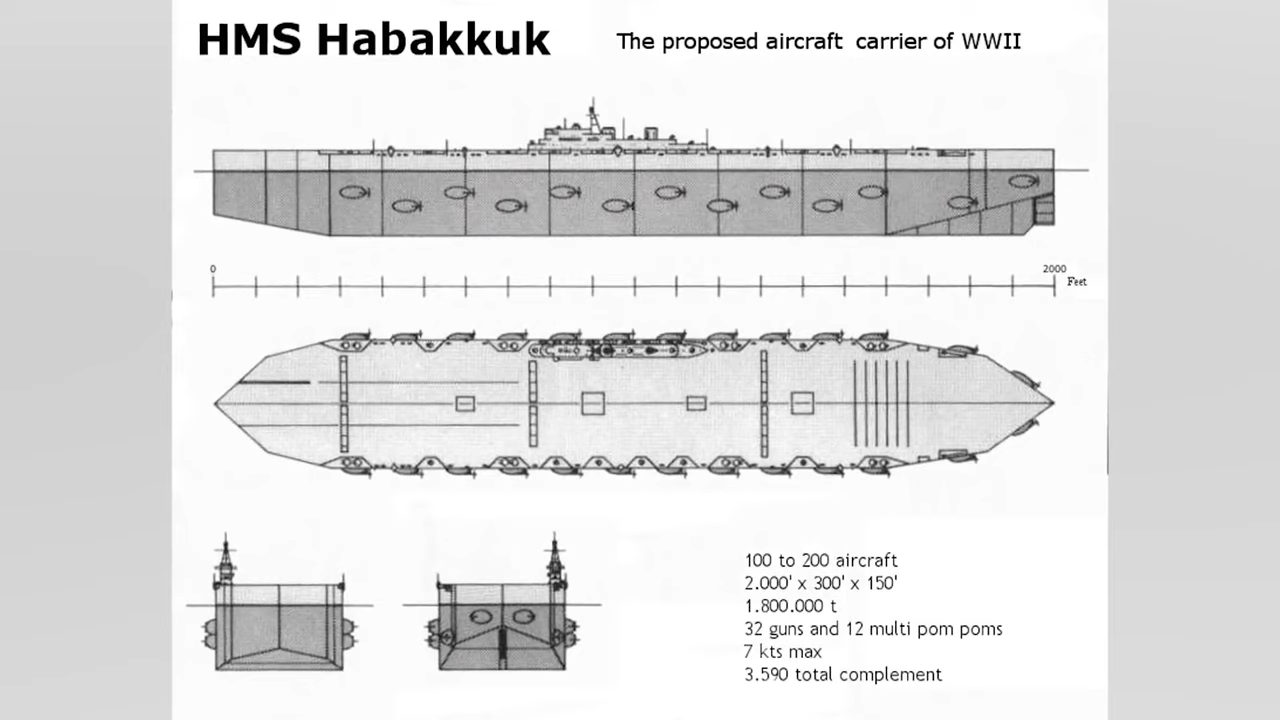 HMS Habakkuk
The proposed aircraft carrier of WWII
0
2000
Feet
100 to 200 aircraft
2.000' x 300' x 150'
1.800.000 t
32 guns and 12 multi pom poms
7 kts max
3.590 total complement